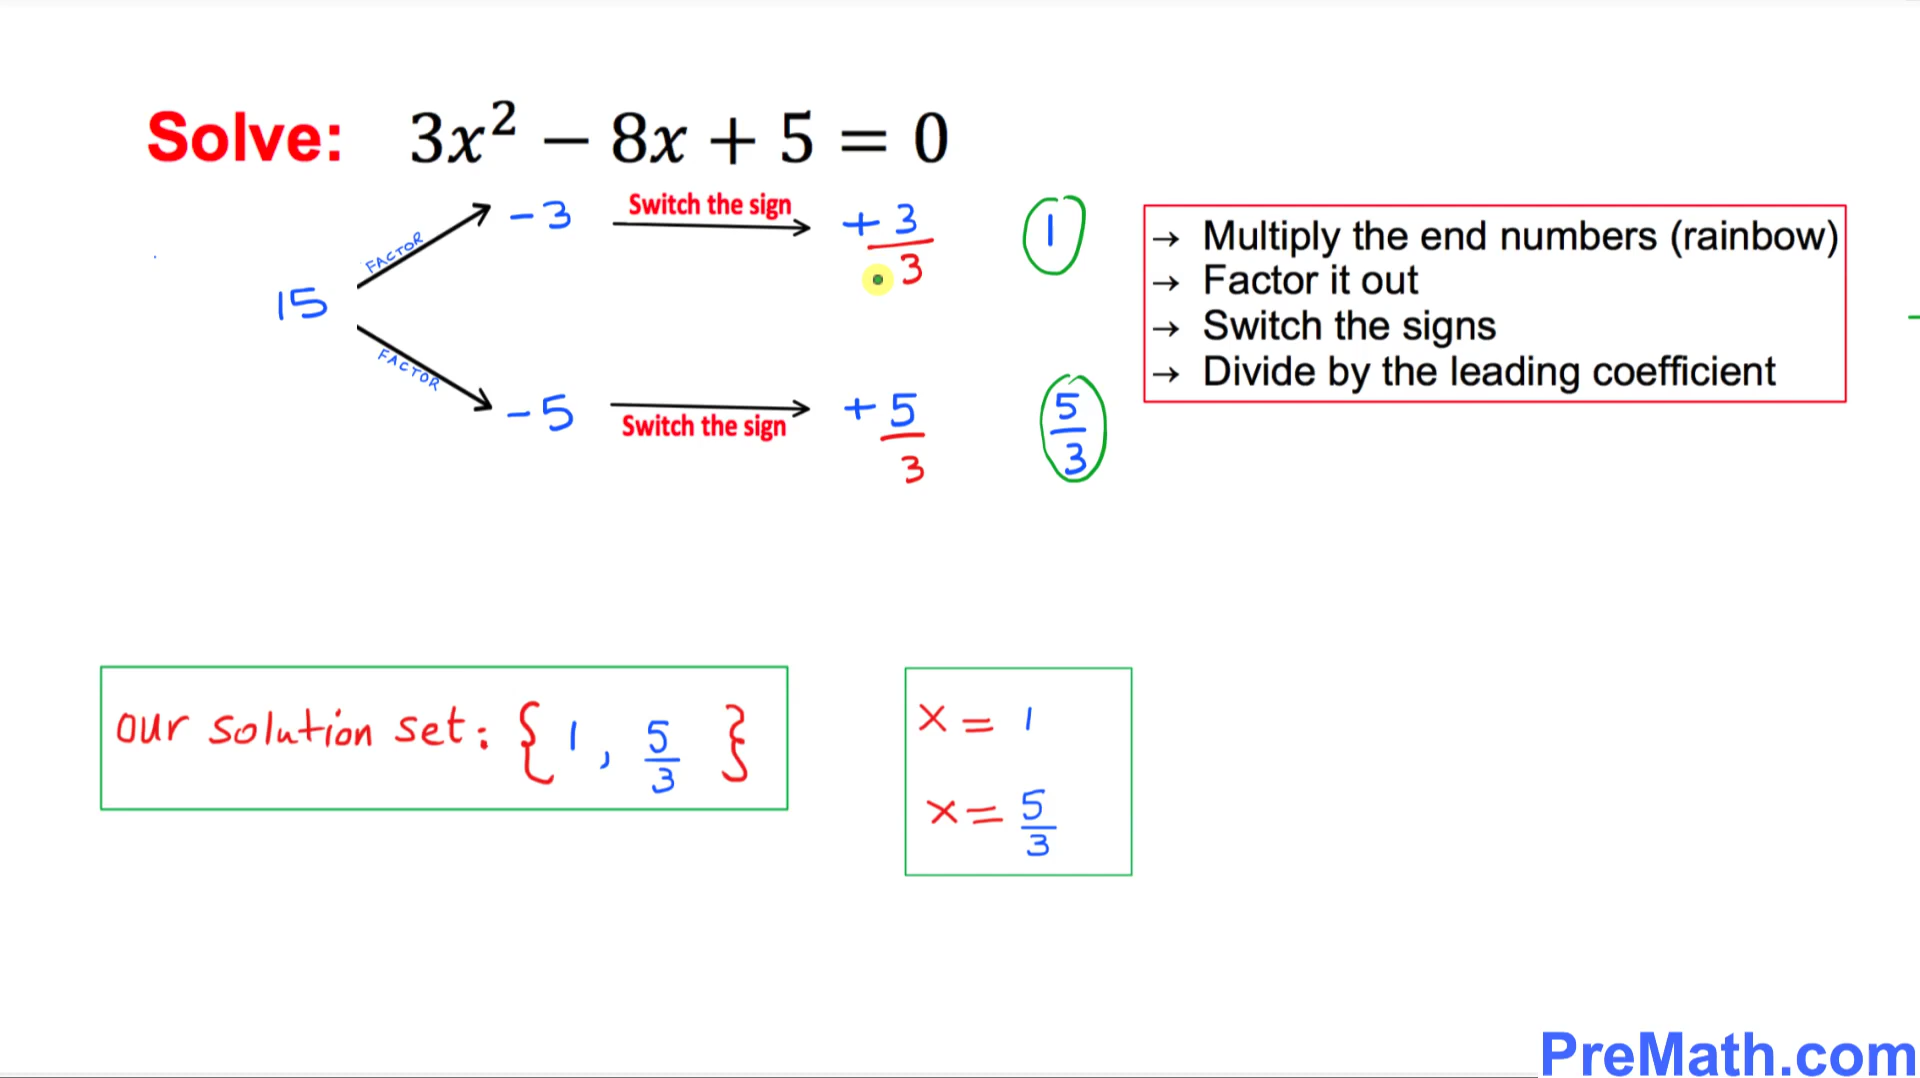 Solve: 3x² − 8x + 5 = 0
FACTOR
− 3
Switch the sign
+ 3
3
1
15
FACTOR
− 5
Switch the sign
+ 5
3
5
3
→ Multiply the end numbers (rainbow)
→ Factor it out
→ Switch the signs
→ Divide by the leading coefficient
our solution set: { 1 , 5/3 }
x = 1
x = 5/3
PreMath.com